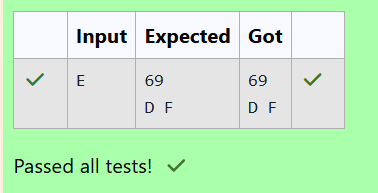 Input Expected Got
E 69 69
D F D F
Passed all tests!